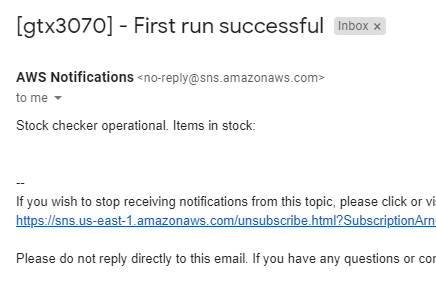 [gtx3070] - First run successful Inbox ×
AWS Notifications <no-reply@sns.amazonaws.com>
to me
Stock checker operational. Items in stock:
--
If you wish to stop receiving notifications from this topic, please click or
https://sns.us-east-1.amazonaws.com/unsubscribe.html?SubscriptionArn
Please do not reply directly to this email. If you have any questions or